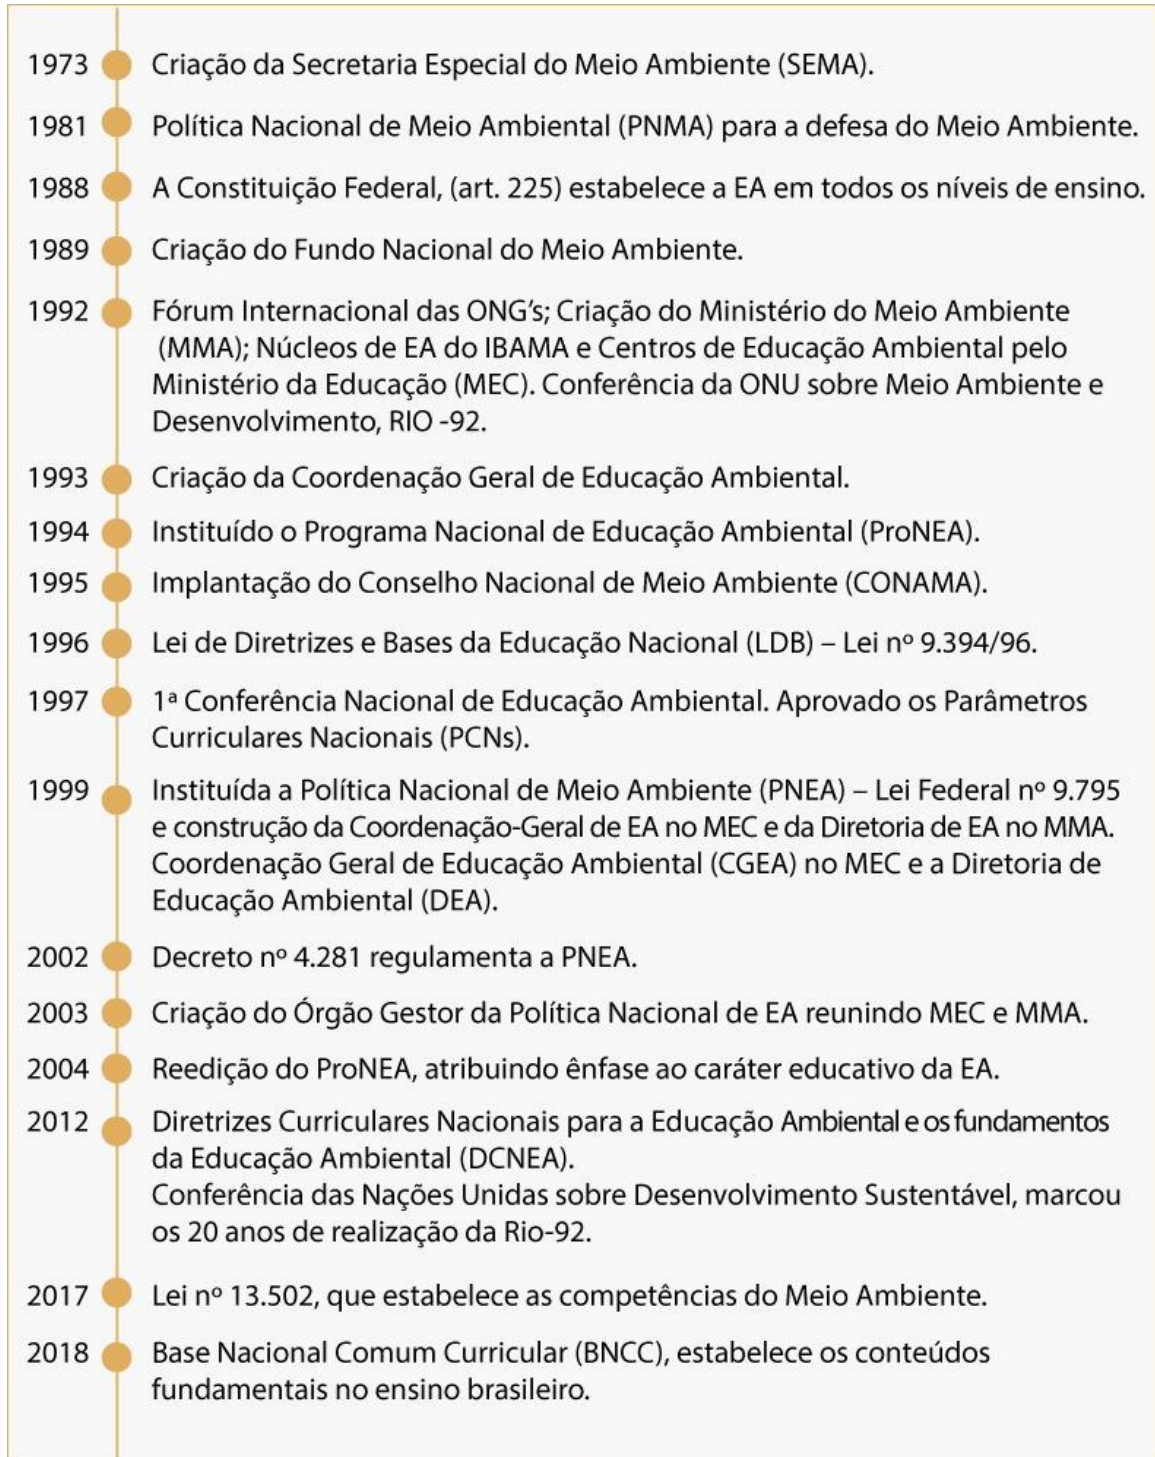 1973 Criação da Secretaria Especial do Meio Ambiente (SEMA).
1981 Política Nacional de Meio Ambiental (PNMA) para a defesa do Meio Ambiente.
1988 A Constituição Federal, (art. 225) estabelece a EA em todos os níveis de ensino.
1989 Criação do Fundo Nacional do Meio Ambiente.
1992 Fórum Internacional das ONG’s; Criação do Ministério do Meio Ambiente
(MMA); Núcleos de EA do IBAMA e Centros de Educação Ambiental pelo
Ministério da Educação (MEC). Conferência da ONU sobre Meio Ambiente e
Desenvolvimento, RIO -92.
1993 Criação da Coordenação Geral de Educação Ambiental.
1994 Instituído o Programa Nacional de Educação Ambiental (ProNEA).
1995 Implantação do Conselho Nacional de Meio Ambiente (CONAMA).
1996 Lei de Diretrizes e Bases da Educação Nacional (LDB) – Lei nº 9.394/96.
1997 1ª Conferência Nacional de Educação Ambiental. Aprovado os Parâmetros
Curriculares Nacionais (PCNs).
1999 Instituída a Política Nacional de Meio Ambiente (PNEA) – Lei Federal nº 9.795
e construção da Coordenação-Geral de EA no MEC e da Diretoria de EA no MMA.
Coordenação Geral de Educação Ambiental (CGEA) no MEC e a Diretoria de
Educação Ambiental (DEA).
2002 Decreto nº 4.281 regulamenta a PNEA.
2003 Criação do Órgão Gestor da Política Nacional de EA reunindo MEC e MMA.
2004 Reedição do ProNEA, atribuindo ênfase ao caráter educativo da EA.
2012 Diretrizes Curriculares Nacionais para a Educação Ambiental e os fundamentos
da Educação Ambiental (DCNEA).
Conferência das Nações Unidas sobre Desenvolvimento Sustentável, marcou
os 20 anos de realização da Rio-92.
2017 Lei nº 13.502, que estabelece as competências do Meio Ambiente.
2018 Base Nacional Comum Curricular (BNCC), estabelece os conteúdos
fundamentais no ensino brasileiro.